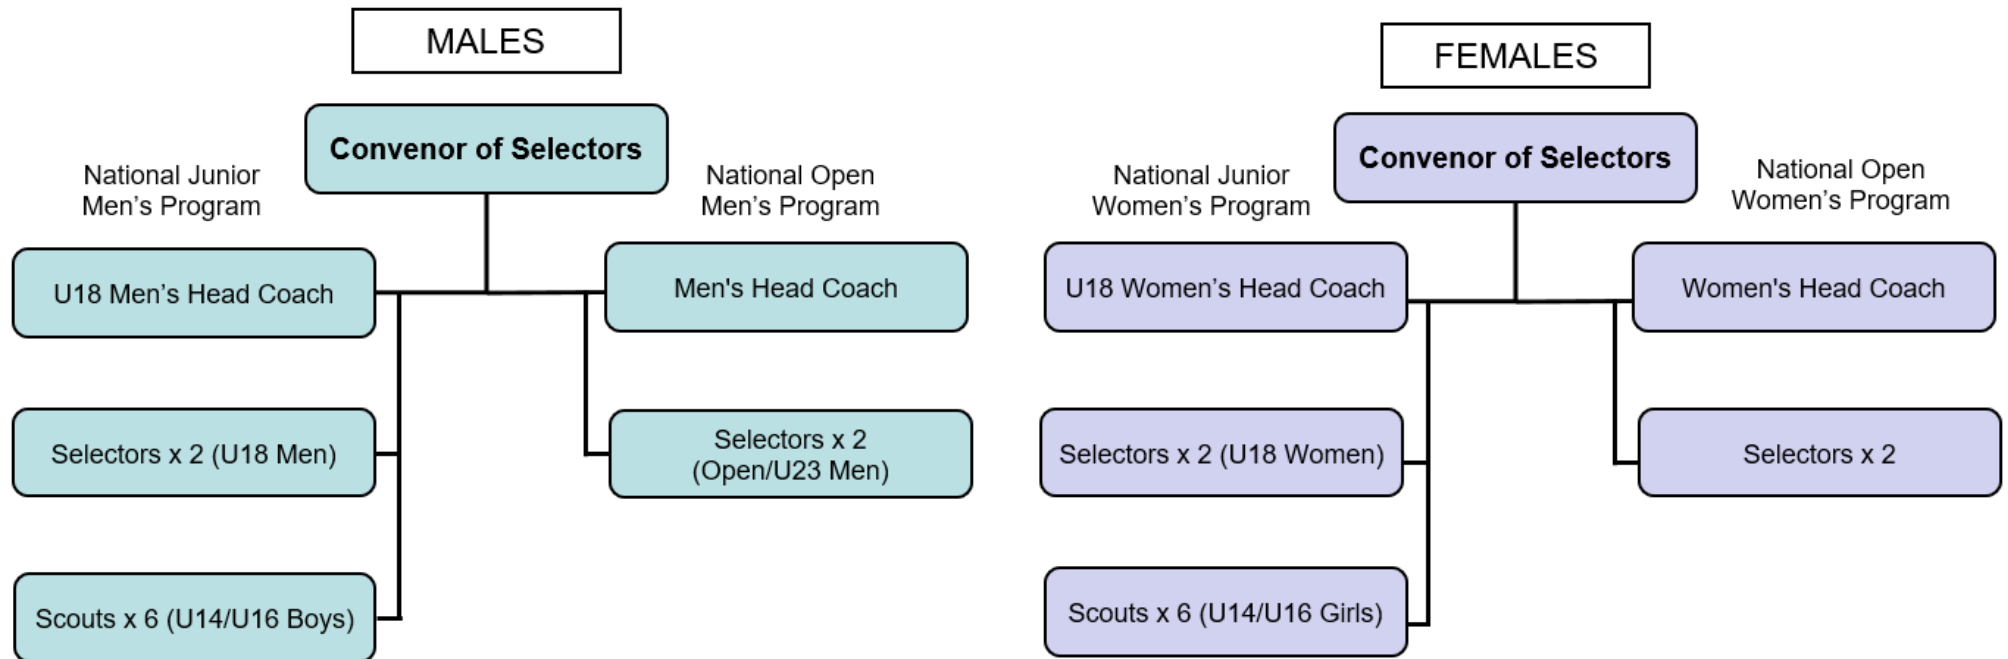 MALES
Convenor of Selectors
National Junior
Men’s Program
National Open
Men’s Program
U18 Men’s Head Coach
Men's Head Coach
Selectors x 2 (U18 Men)
Selectors x 2
(Open/U23 Men)
Scouts x 6 (U14/U16 Boys)
FEMALES
Convenor of Selectors
National Junior
Women’s Program
National Open
Women’s Program
U18 Women’s Head Coach
Women's Head Coach
Selectors x 2 (U18 Women)
Selectors x 2
Scouts x 6 (U14/U16 Girls)